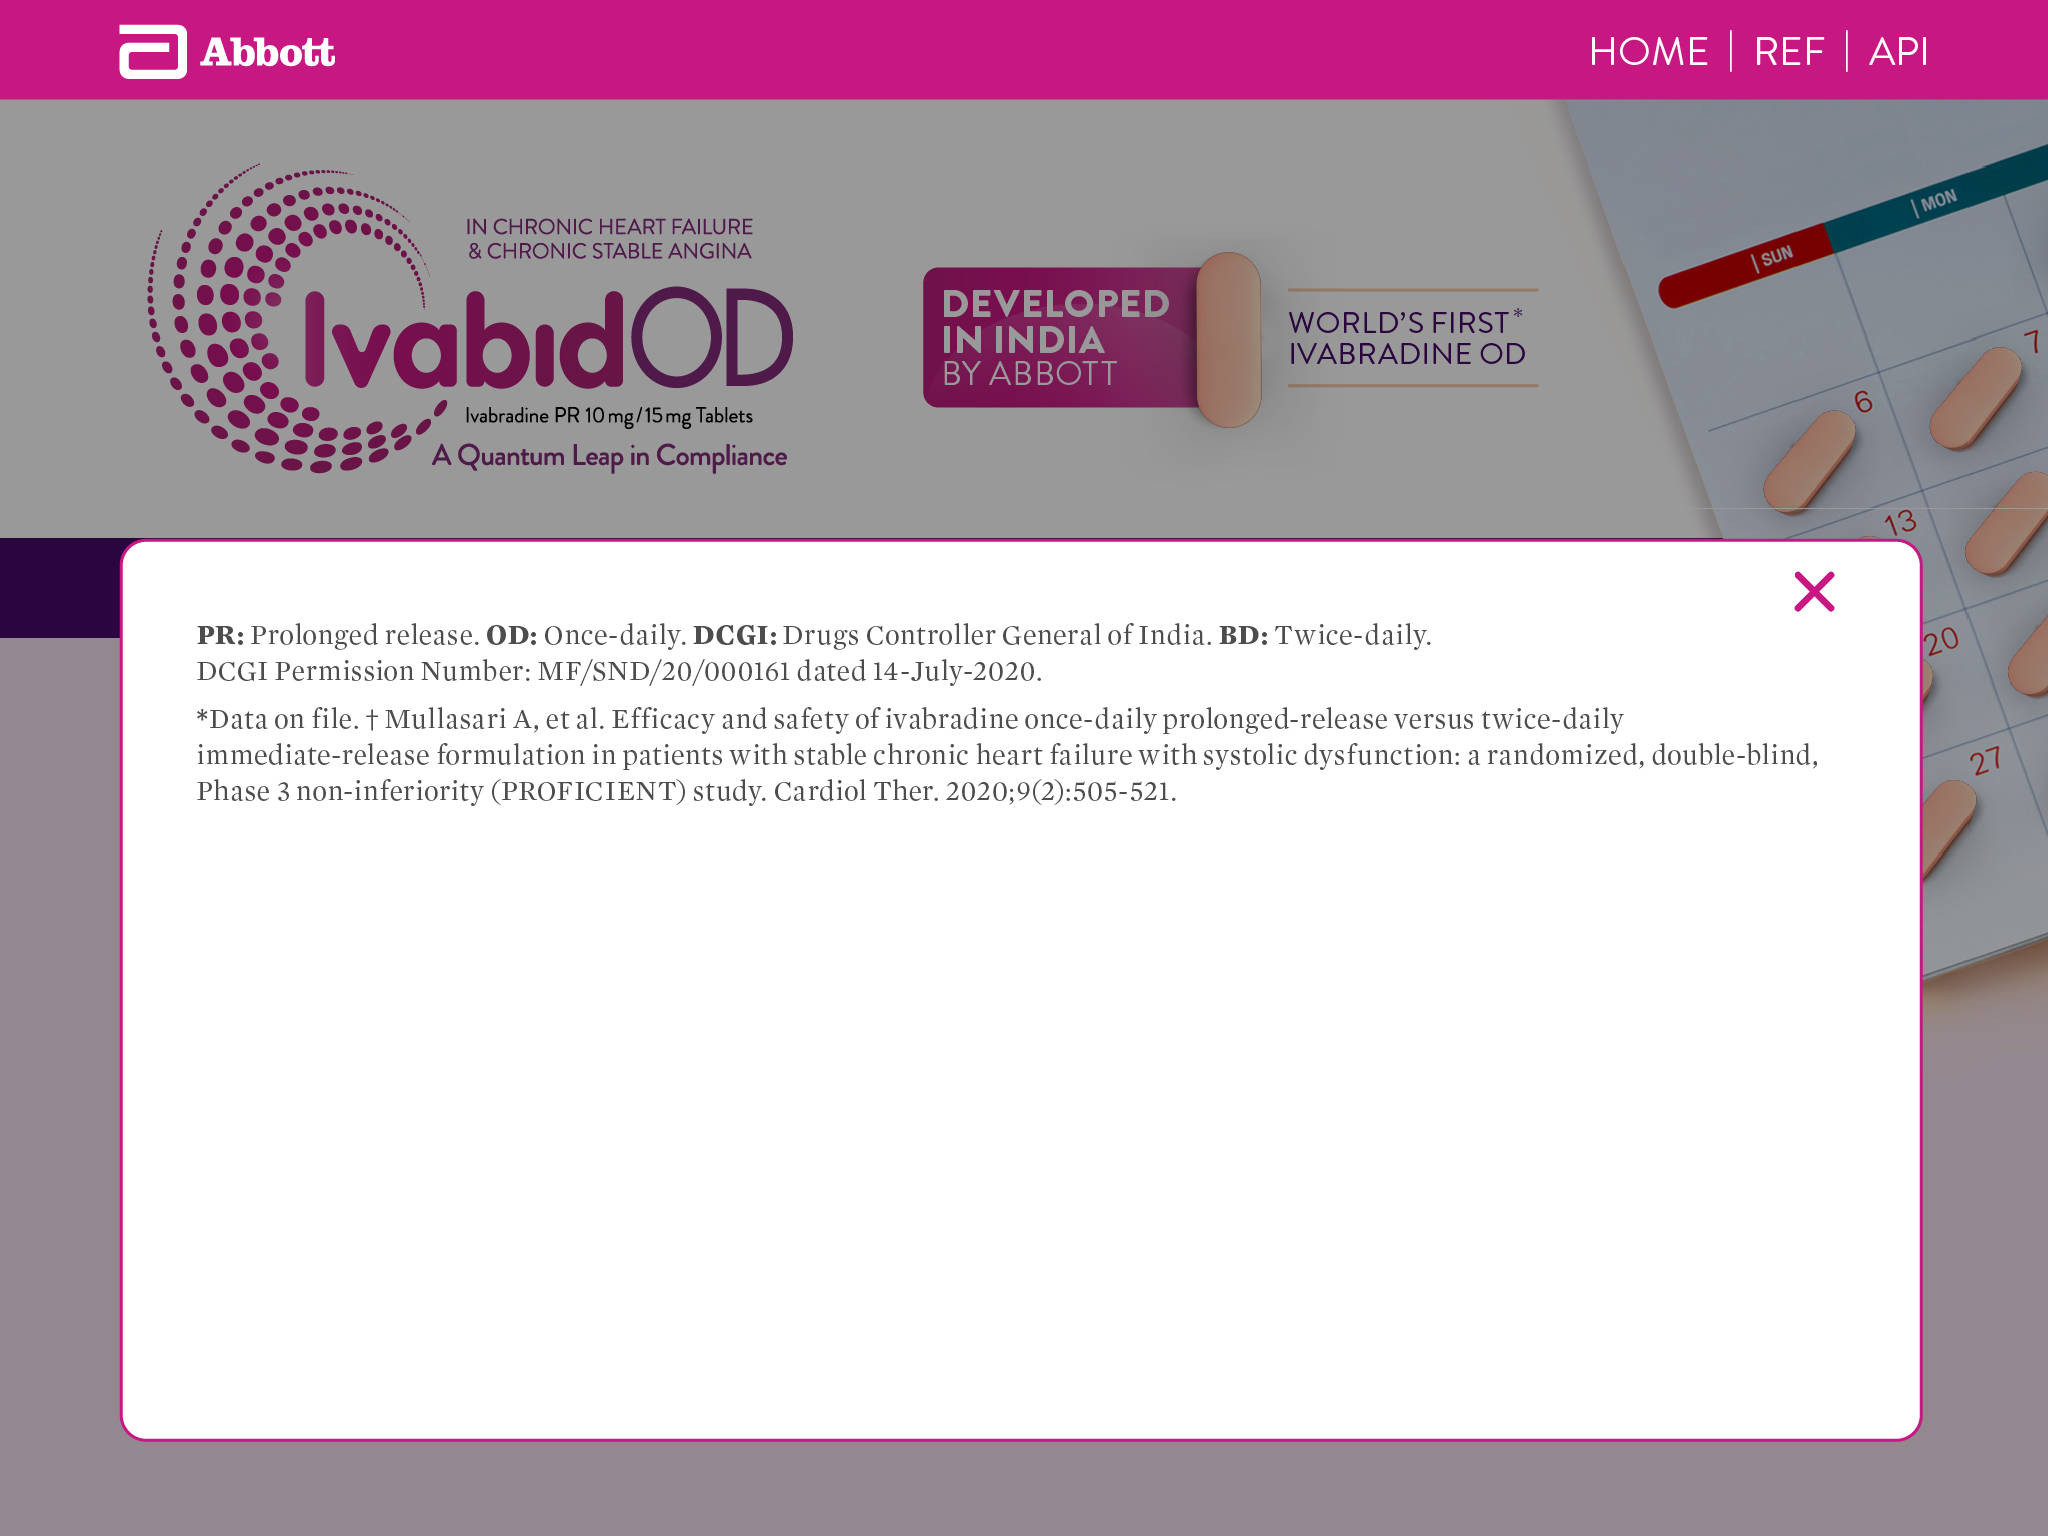 Abbott
HOME | REF | API
IN CHRONIC HEART FAILURE
& CHRONIC STABLE ANGINA
IvabidOD
Ivabradine PR 10 mg/15 mg Tablets
A Quantum Leap in Compliance
DEVELOPED
IN INDIA
BY ABBOTT
WORLD'S FIRST*
IVABRADINE OD
| SUN
| MON
6
7
13
20
27
PR: Prolonged release. OD: Once-daily. DCGI: Drugs Controller General of India. BD: Twice-daily.
DCGI Permission Number: MF/SND/20/000161 dated 14-July-2020.
*Data on file. † Mullasari A, et al. Efficacy and safety of ivabradine once-daily prolonged-release versus twice-daily
immediate-release formulation in patients with stable chronic heart failure with systolic dysfunction: a randomized, double-blind,
Phase 3 non-inferiority (PROFICIENT) study. Cardiol Ther. 2020;9(2):505-521.